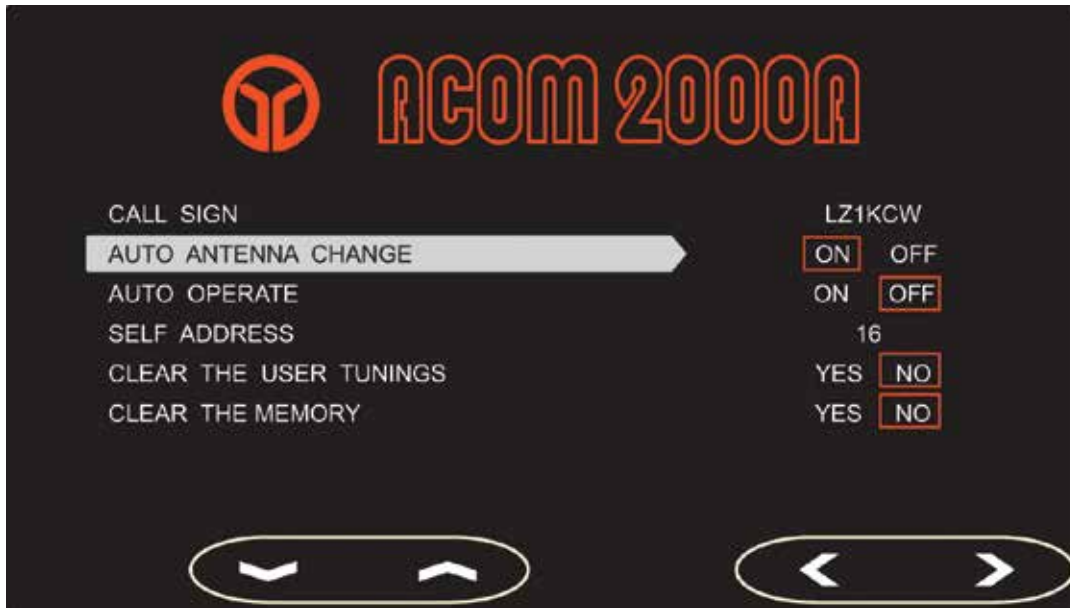 ACOM 2000A
CALL SIGN LZ1KCW
AUTO ANTENNA CHANGE ON OFF
AUTO OPERATE ON OFF
SELF ADDRESS 16
CLEAR THE USER TUNINGS YES NO
CLEAR THE MEMORY YES NO